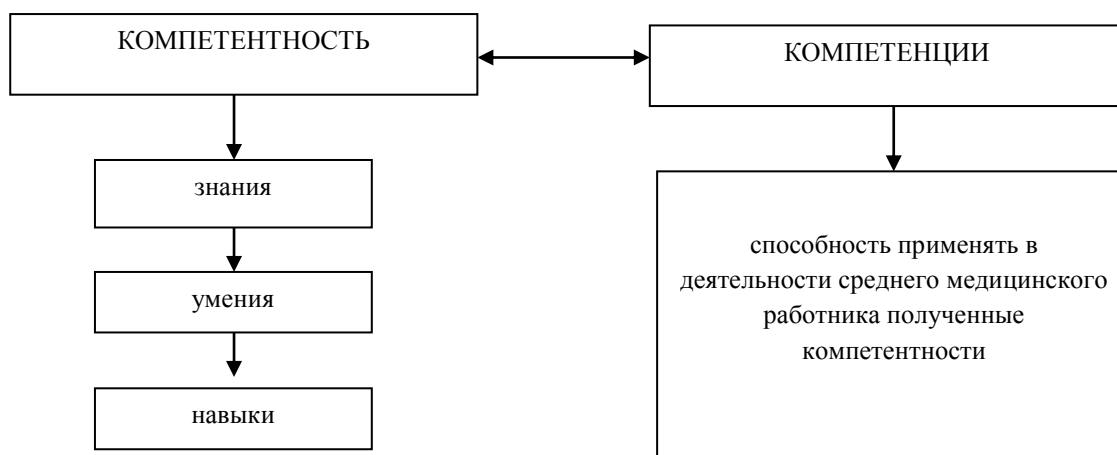 КОМПЕТЕНТНОСТЬ
КОМПЕТЕНЦИИ
знания
умения
навыки
способность применять в
деятельности среднего медицинского
работника полученные
компетентности